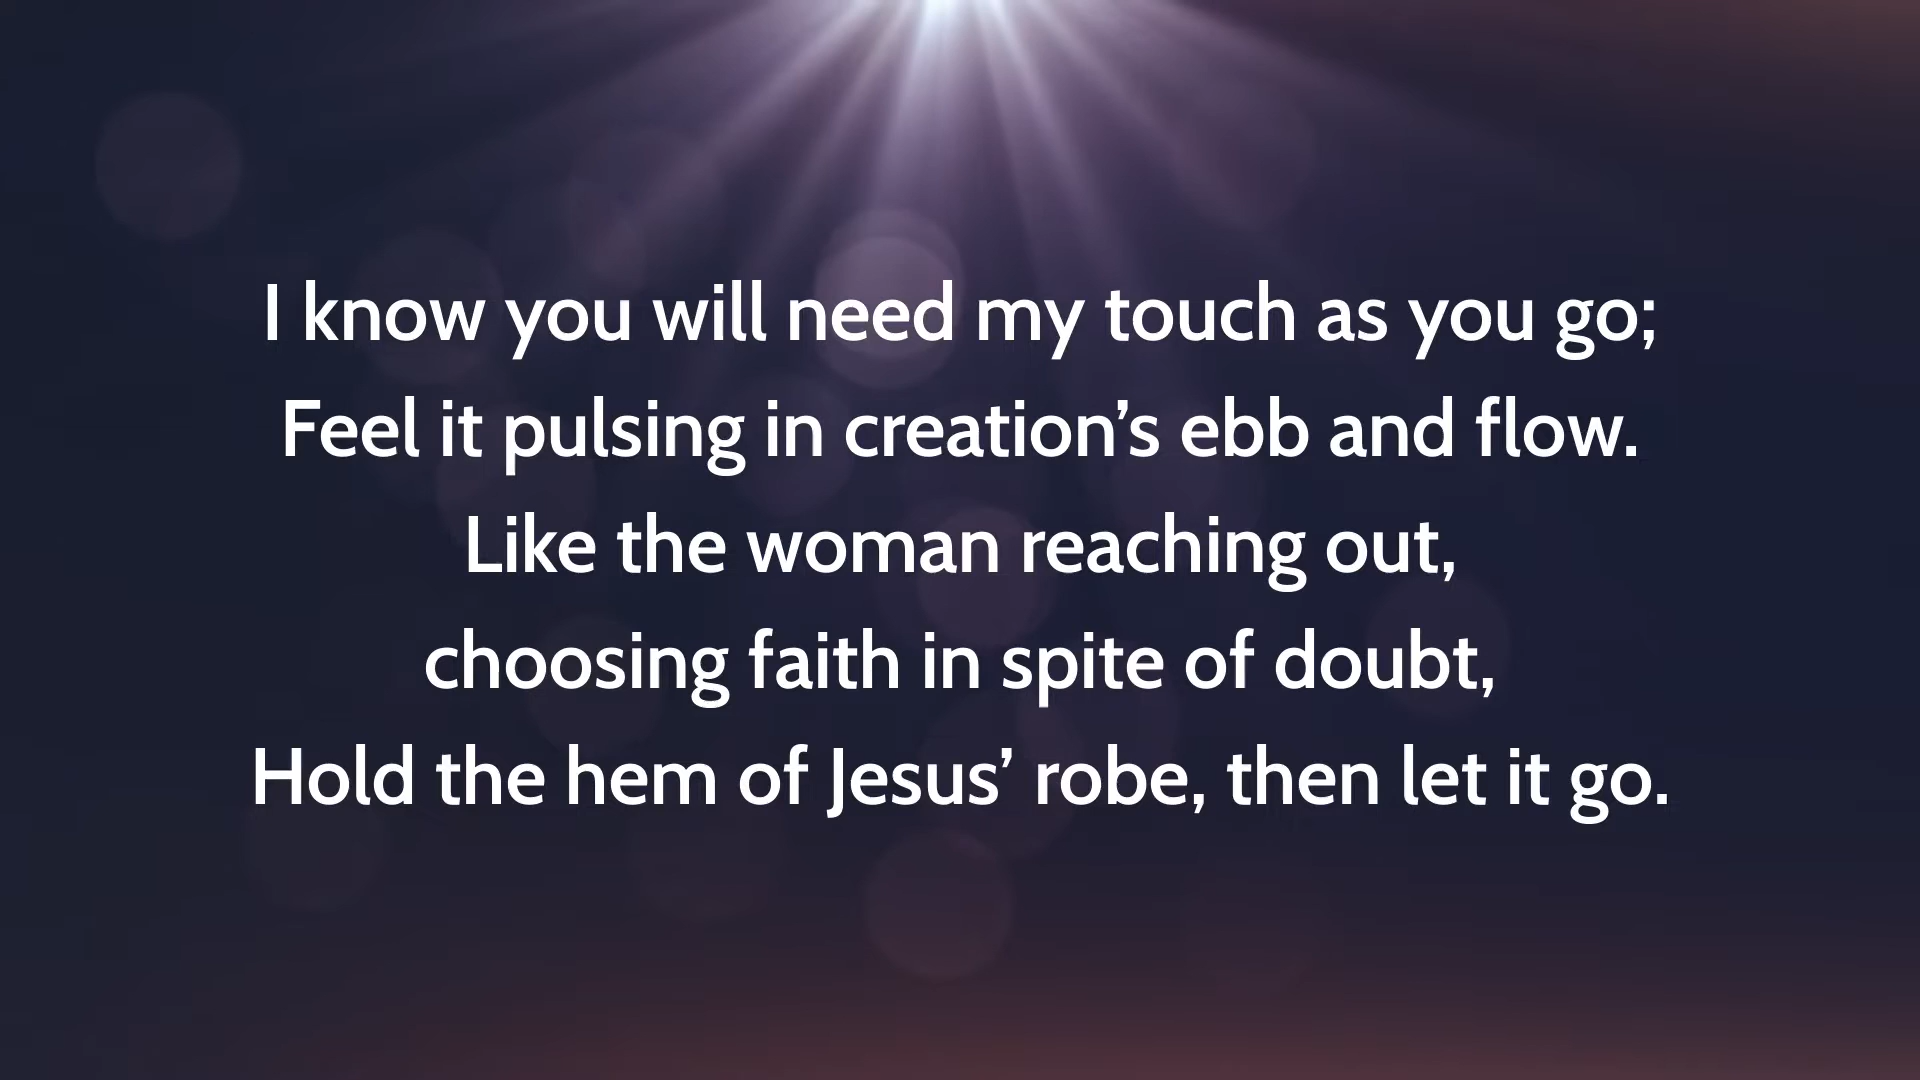 I know you will need my touch as you go;
Feel it pulsing in creation’s ebb and flow.
Like the woman reaching out,
choosing faith in spite of doubt,
Hold the hem of Jesus’ robe, then let it go.